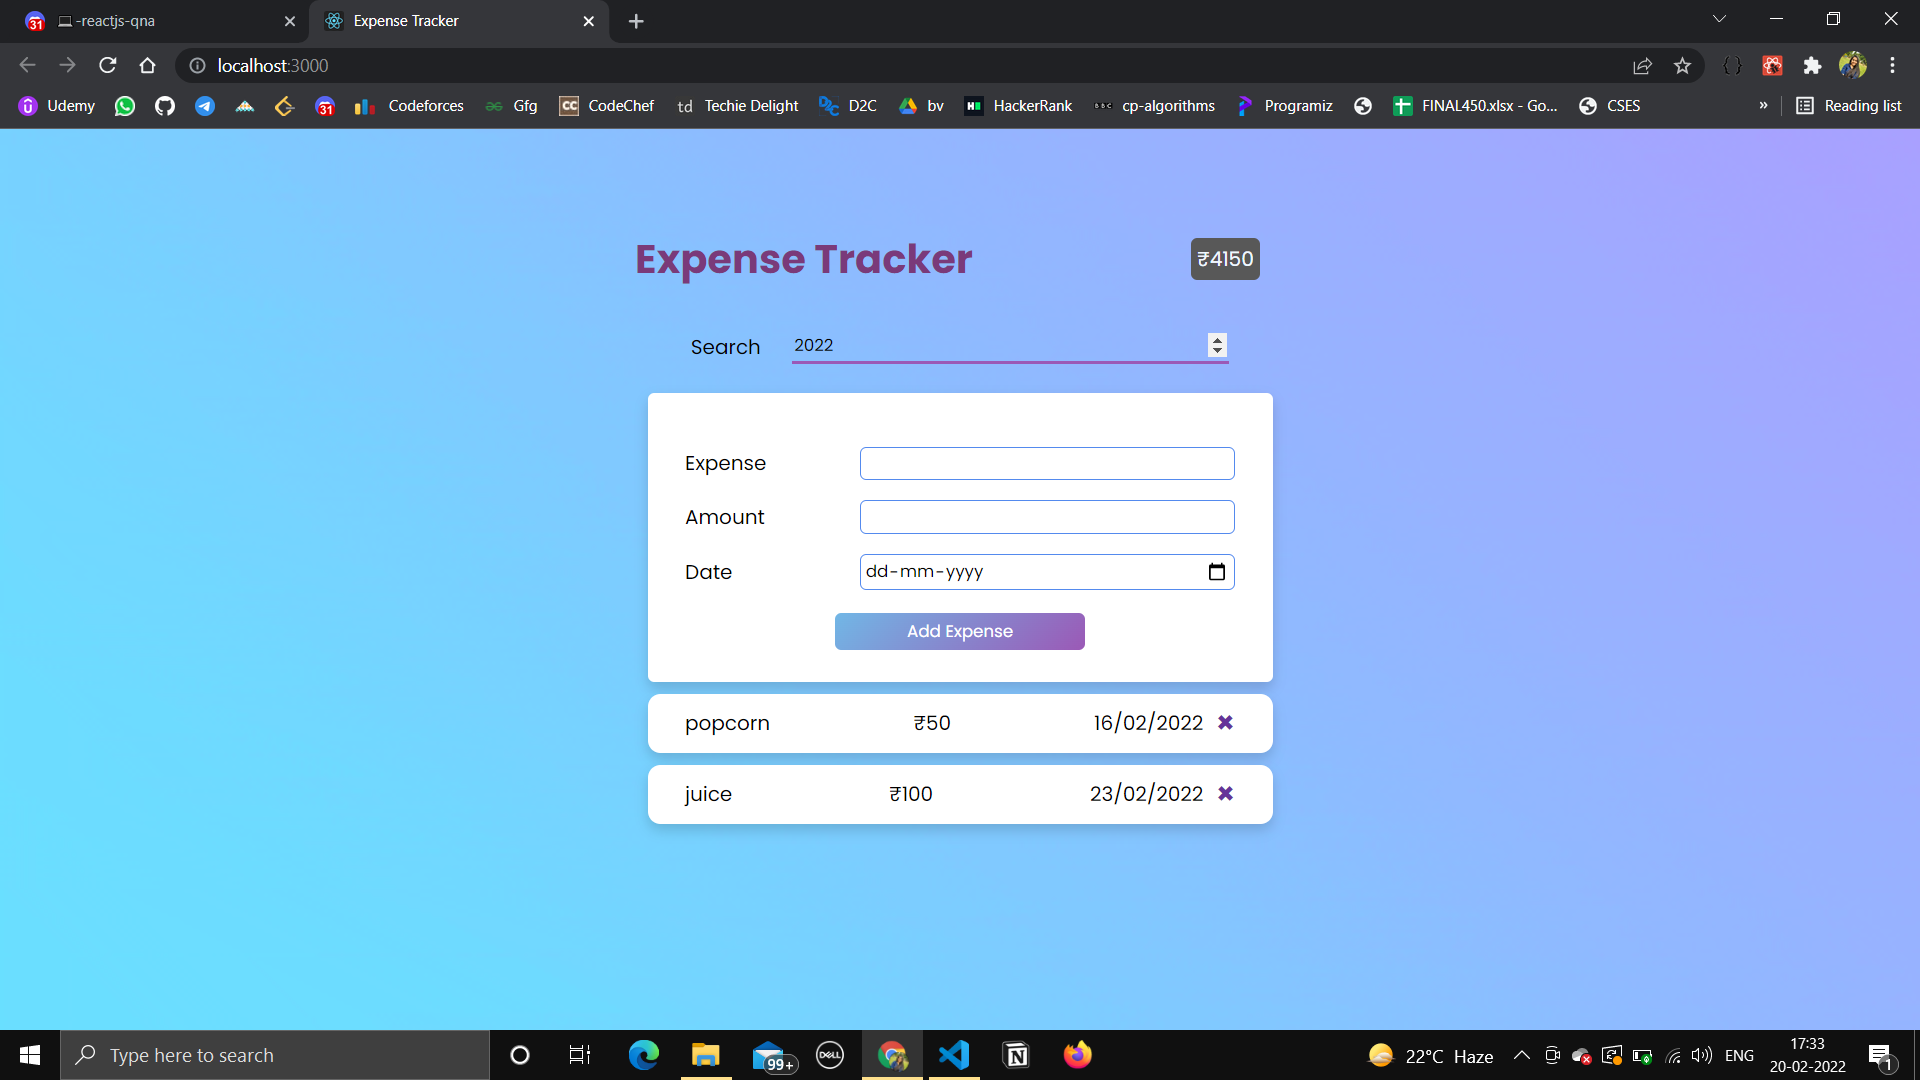 -reactjs-qna
Expense Tracker
localhost:3000
Udemy Codeforces Gfg CodeChef Techie Delight D2C bv HackerRank cp-algorithms Programiz FINAL450.xlsx - Go... CSES » Reading list
Expense Tracker
₹4150
Search 2022
Expense
Amount
Date dd-mm-yyyy
Add Expense
popcorn ₹50 16/02/2022
juice ₹100 23/02/2022
Type here to search
99+
DELL
22°C Haze
ENG
17:33
20-02-2022
1